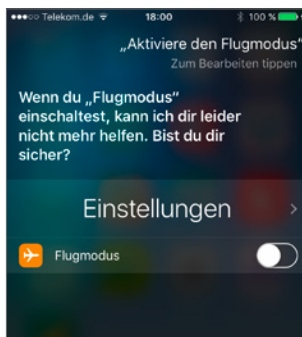 Telekom.de 18:00 100 %
„Aktiviere den Flugmodus“
Zum Bearbeiten tippen
Wenn du „Flugmodus“
einschaltest, kann ich dir leider
nicht mehr helfen. Bist du dir
sicher?
Einstellungen
Flugmodus